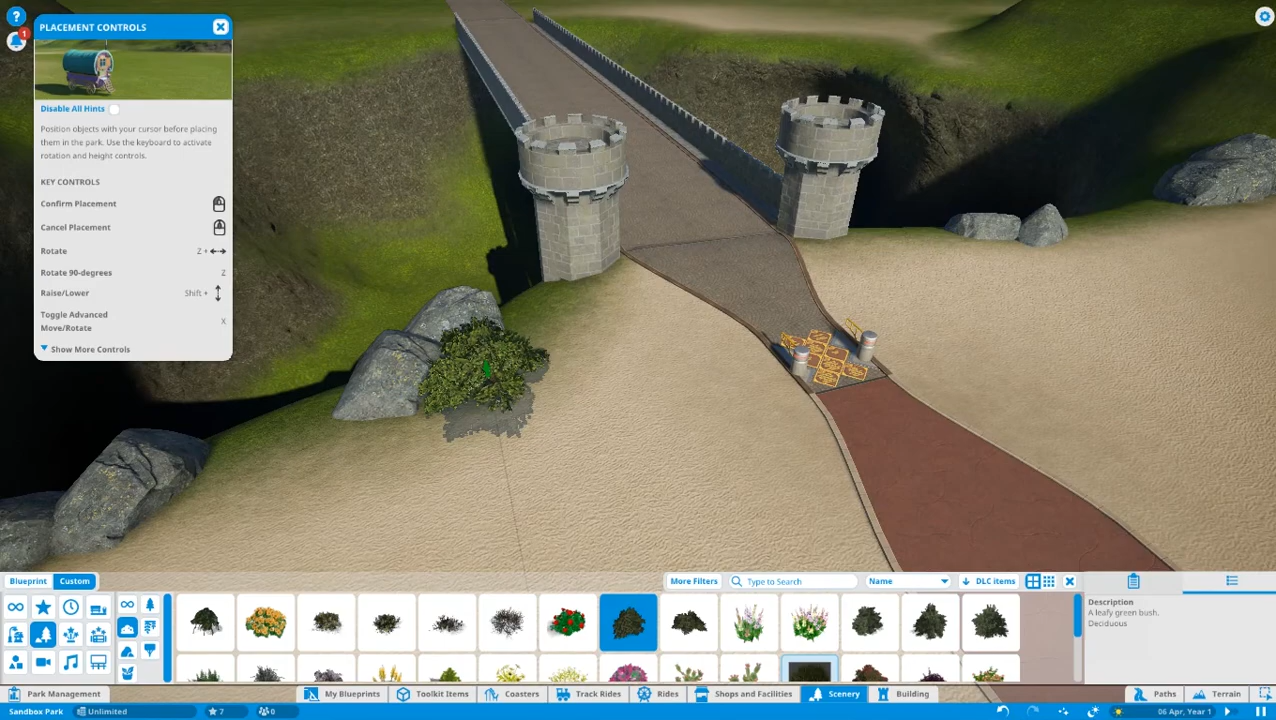 ?
1
PLACEMENT CONTROLS
Disable All Hints
Position objects with your cursor before placing
them in the park. Use the keyboard to activate
rotation and height controls.
KEY CONTROLS
Confirm Placement
Cancel Placement
Rotate Z +
Rotate 90-degrees Z
Raise/Lower Shift +
Toggle Advanced
Move/Rotate X
Show More Controls
Blueprint Custom More Filters Type to Search Name DLC items
Description
A leafy green bush.
Deciduous
Park Management My Blueprints Toolkit Items Coasters Track Rides Rides Shops and Facilities Scenery Building Paths Terrain
Sandbox Park Unlimited 7 0 06 Apr, Year 1